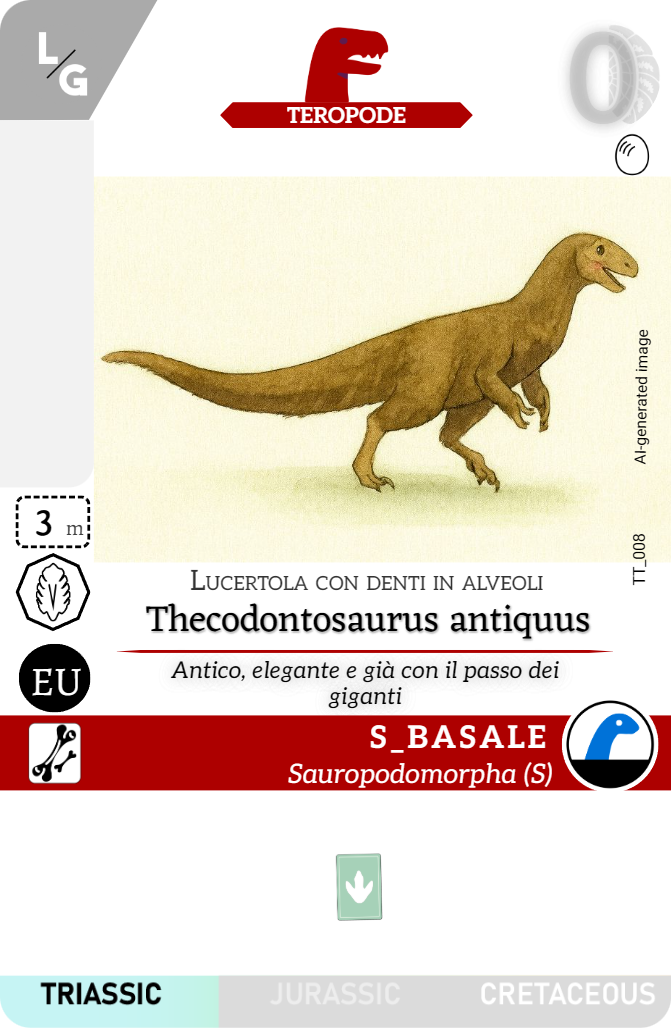 L/G
TEROPODE
0
AI-generated image
TT_008
3 m
LUCERTOLA CON DENTI IN ALVEOLI
Thecodontosaurus antiquus
Antico, elegante e già con il passo dei
giganti
EU
S_BASALE
Sauropodomorpha (S)
TRIASSIC JURASSIC CRETACEOUS